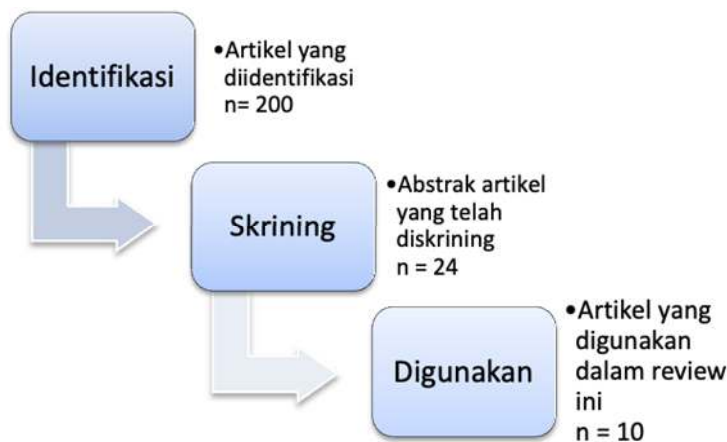 Identifikasi
•Artikel yang
diidentifikasi
n= 200
Skrining
•Abstrak artikel
yang telah
diskrining
n = 24
Digunakan
•Artikel yang
digunakan
dalam review
ini
n = 10